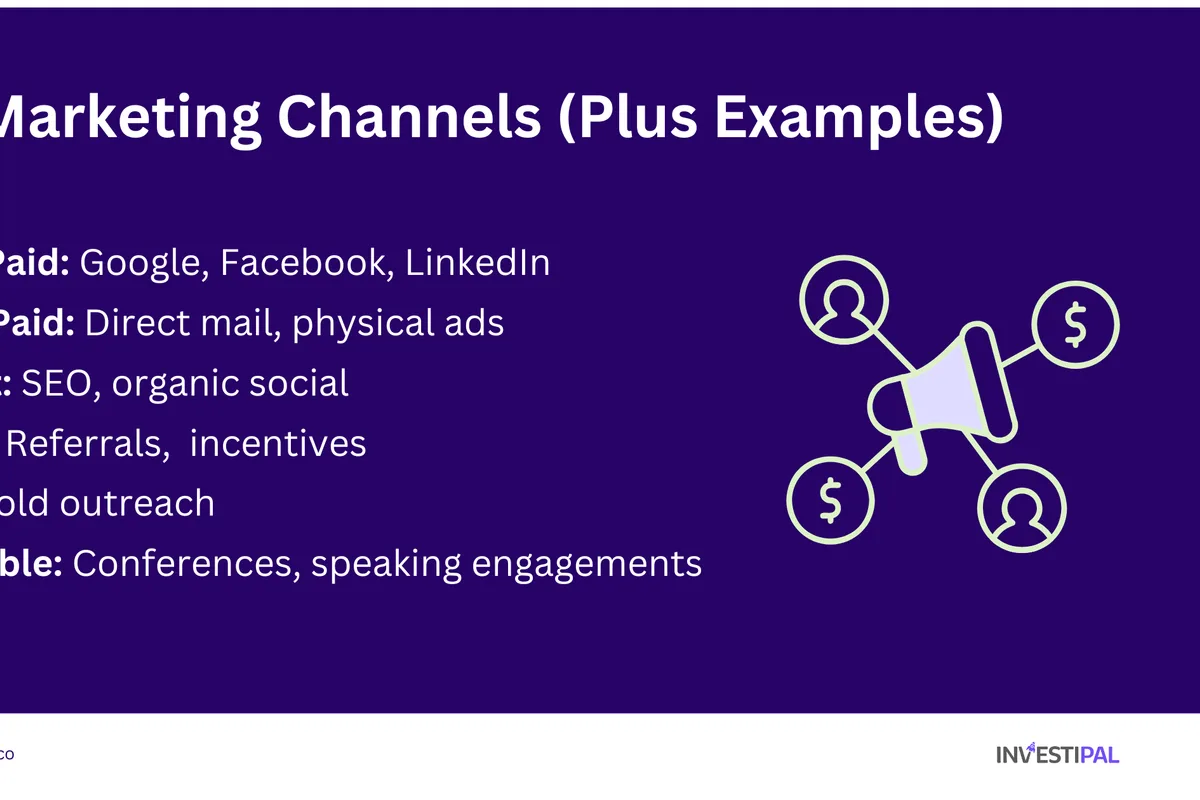 Marketing Channels (Plus Examples)
Paid: Google, Facebook, LinkedIn
Paid: Direct mail, physical ads
: SEO, organic social
Referrals, incentives
old outreach
ble: Conferences, speaking engagements
co
INVESTIPAL